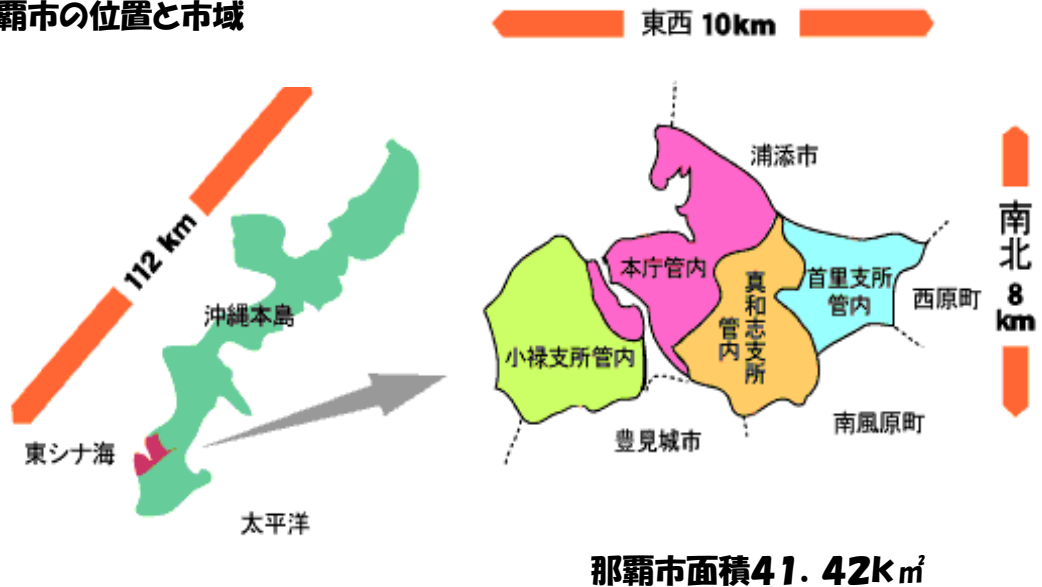 覇市の位置と市域
東西 10km
112 km
沖縄本島
東シナ海
太平洋
浦添市
本庁管内
真和志支所
管内
首里支所
管内
西原町
小禄支所管内
豊見城市
南風原町
南北 8
km
那覇市面積41.42K㎡